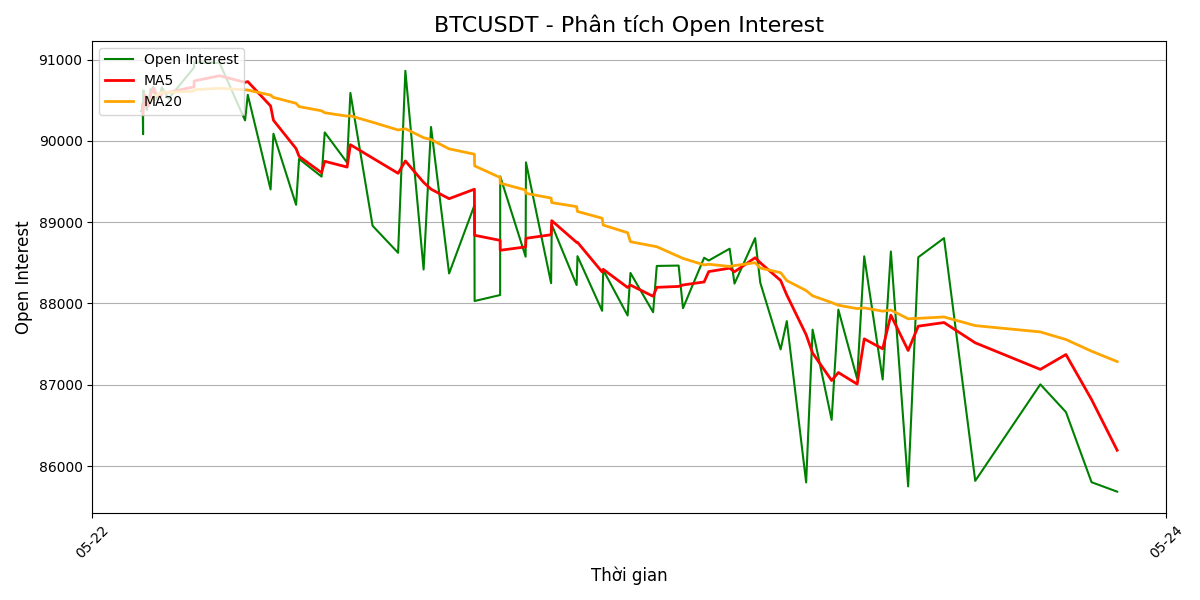 BTCUSDT - Phân tích Open Interest
Open Interest
MA5
MA20
91000
90000
89000
88000
87000
86000
Open Interest
05-22
05-24
Thời gian